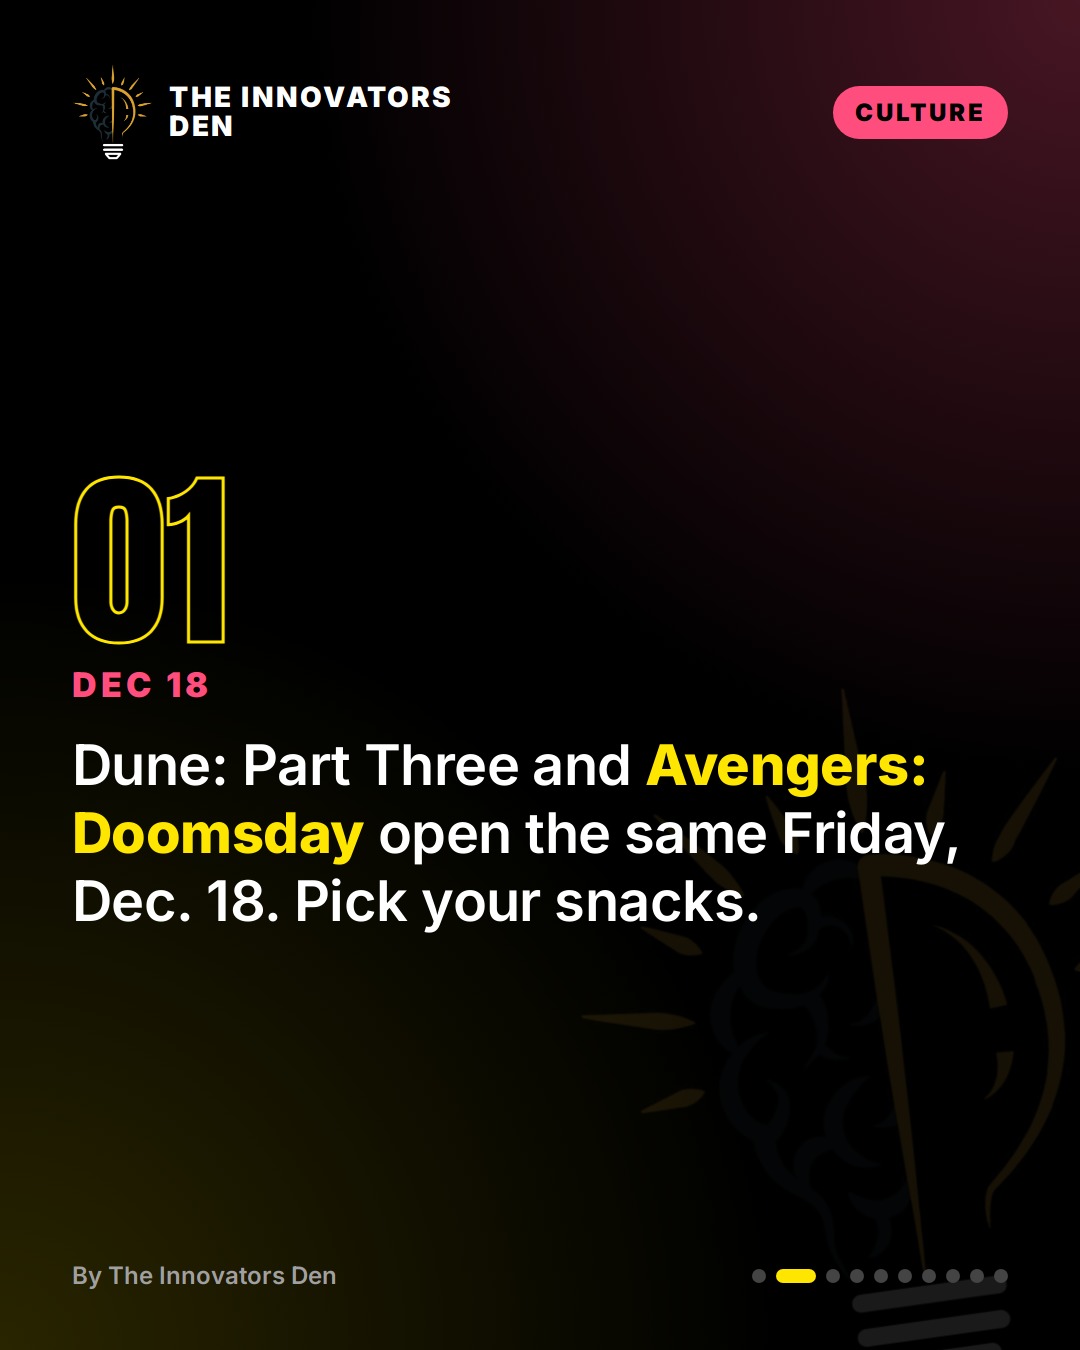 THE INNOVATORS
DEN
CULTURE
01
DEC 18
Dune: Part Three and Avengers:
Doomsday open the same Friday,
Dec. 18. Pick your snacks.
By The Innovators Den